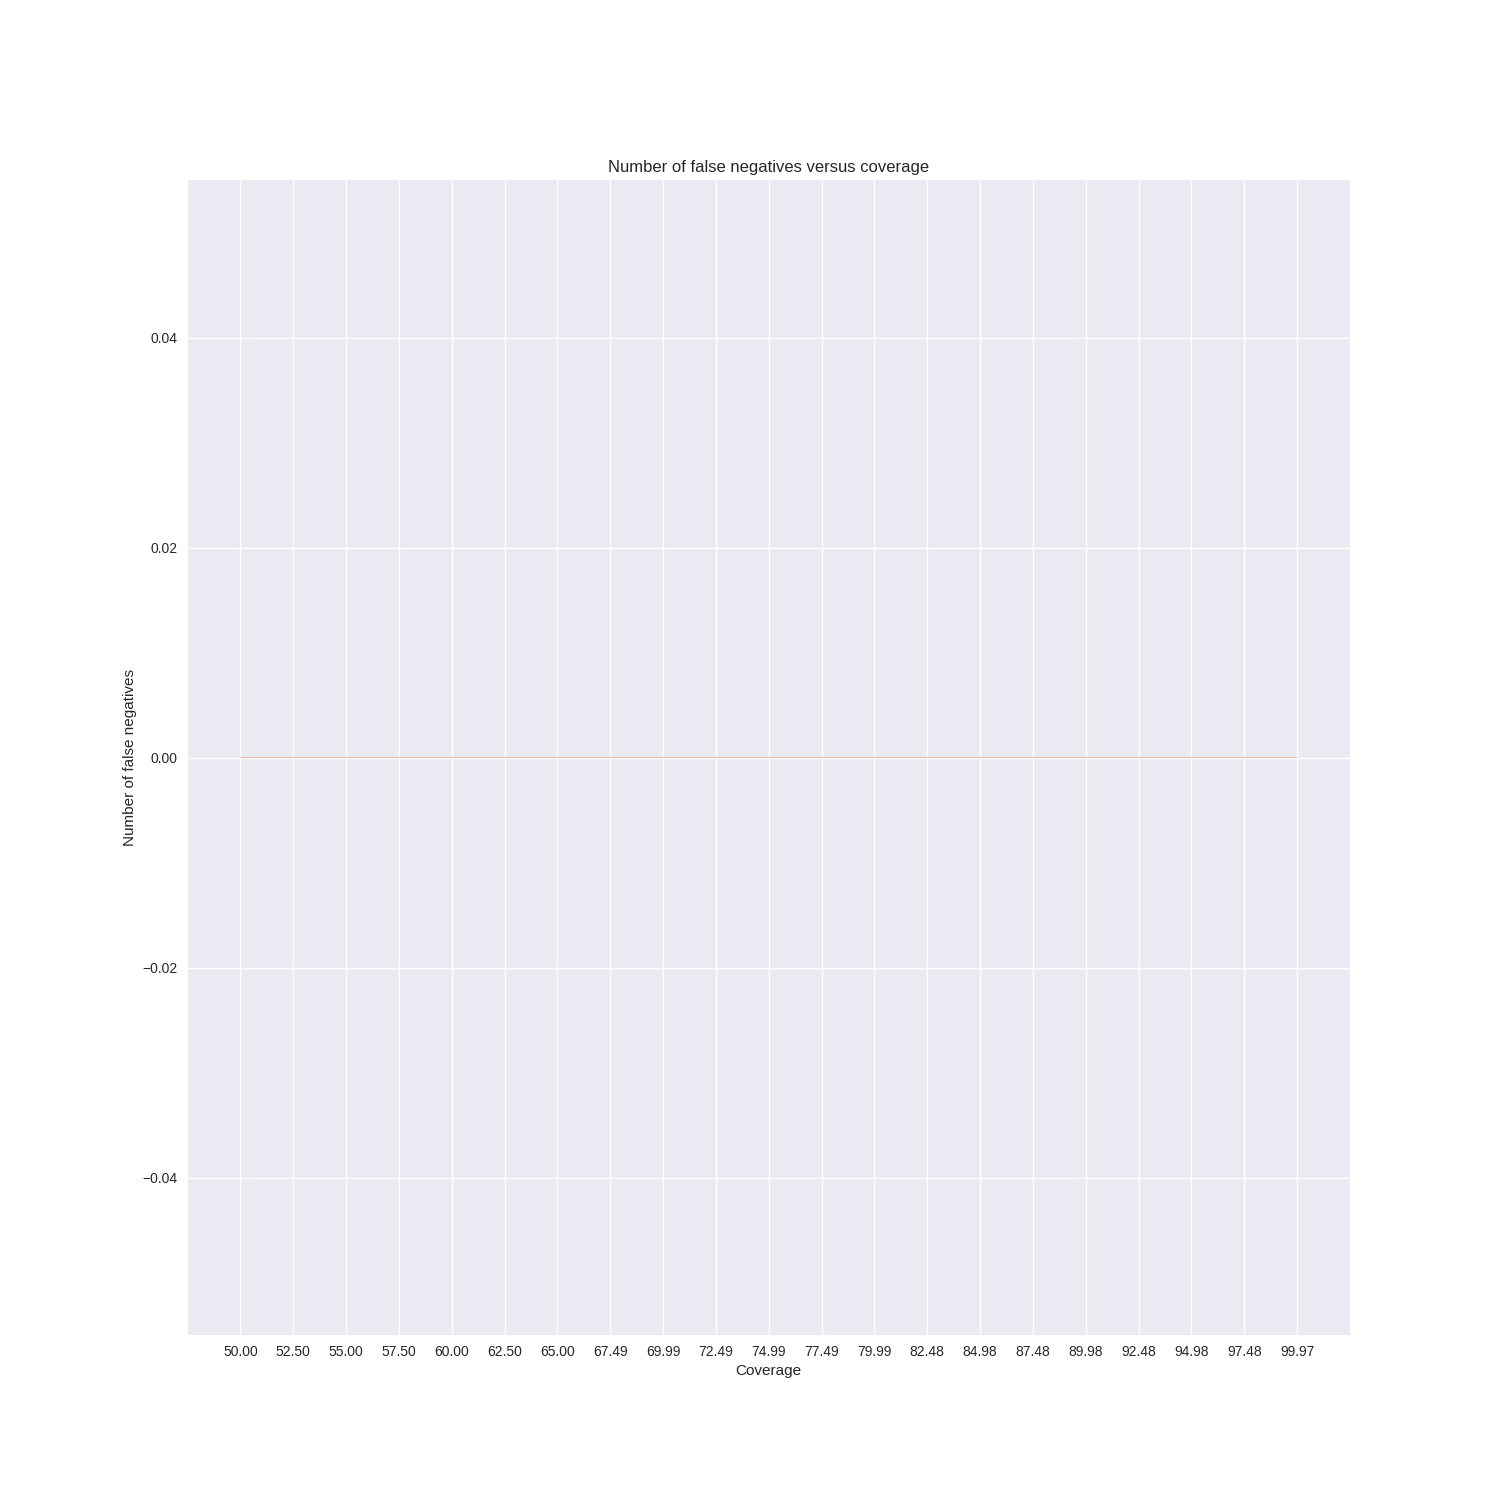 Number of false negatives versus coverage
0.04
0.02
0.00
−0.02
−0.04
Number of false negatives
50.00 52.50 55.00 57.50 60.00 62.50 65.00 67.49 69.99 72.49 74.99 77.49 79.99 82.48 84.98 87.48 89.98 92.48 94.98 97.48 99.97
Coverage